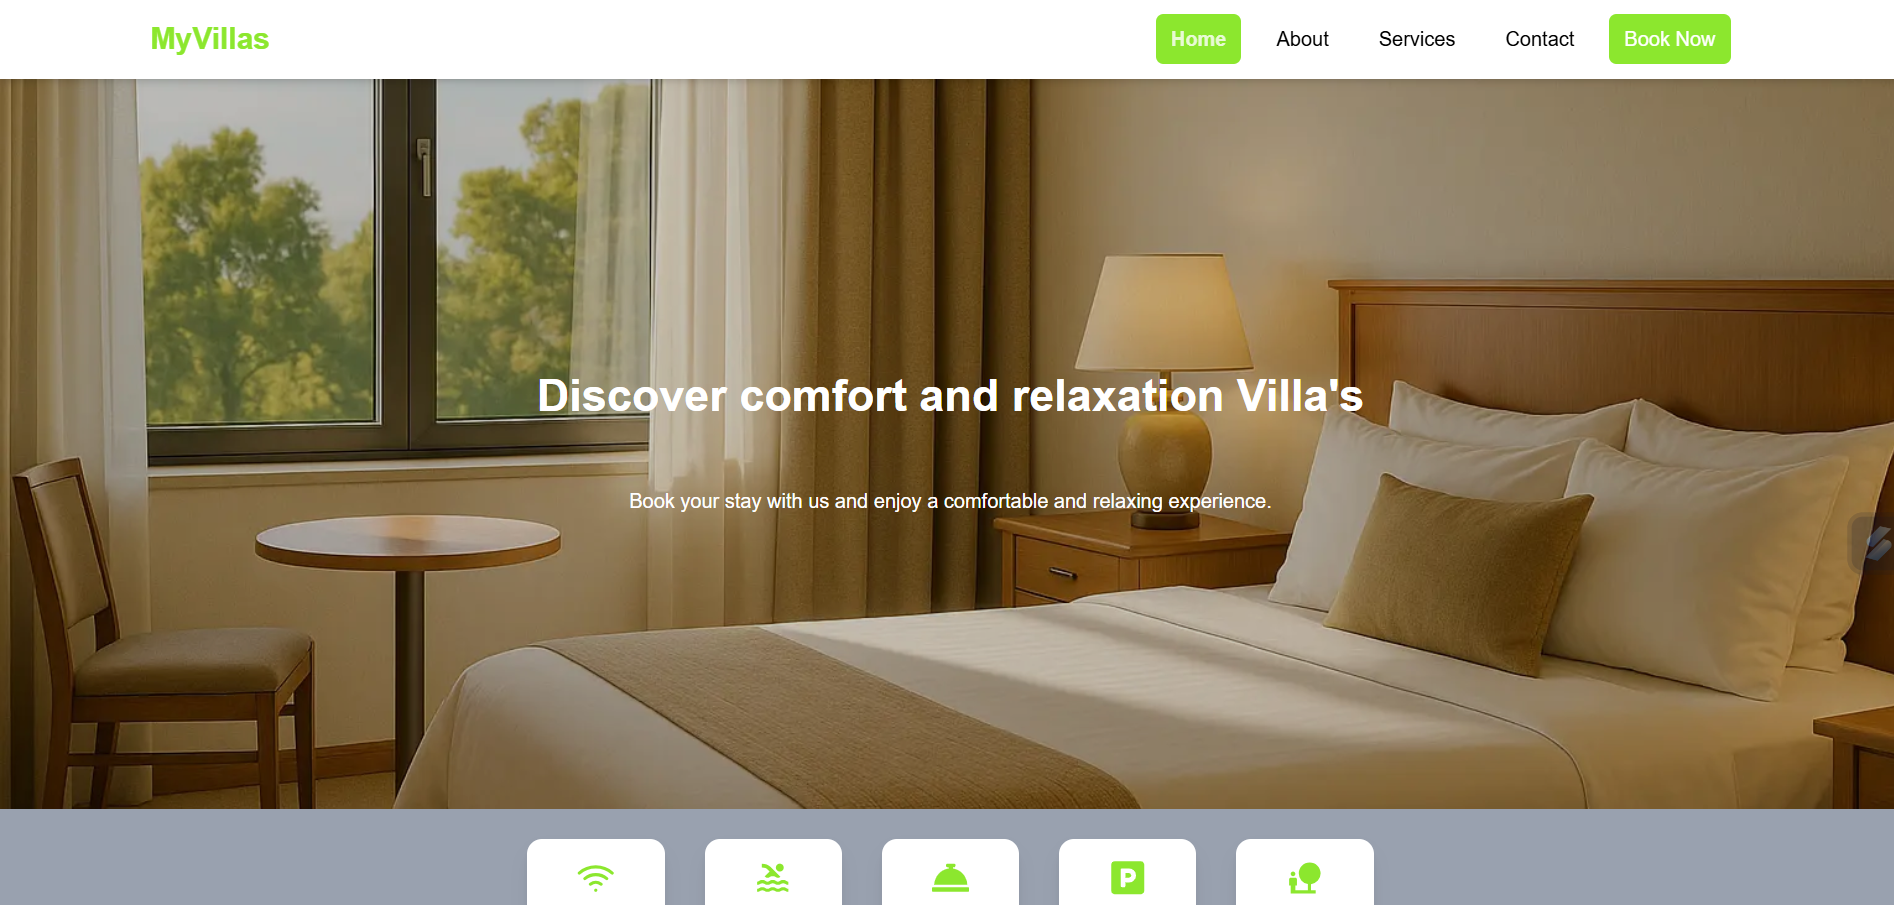 MyVillas
Home
About
Services
Contact
Book Now
Discover comfort and relaxation Villa's
Book your stay with us and enjoy a comfortable and relaxing experience.
P